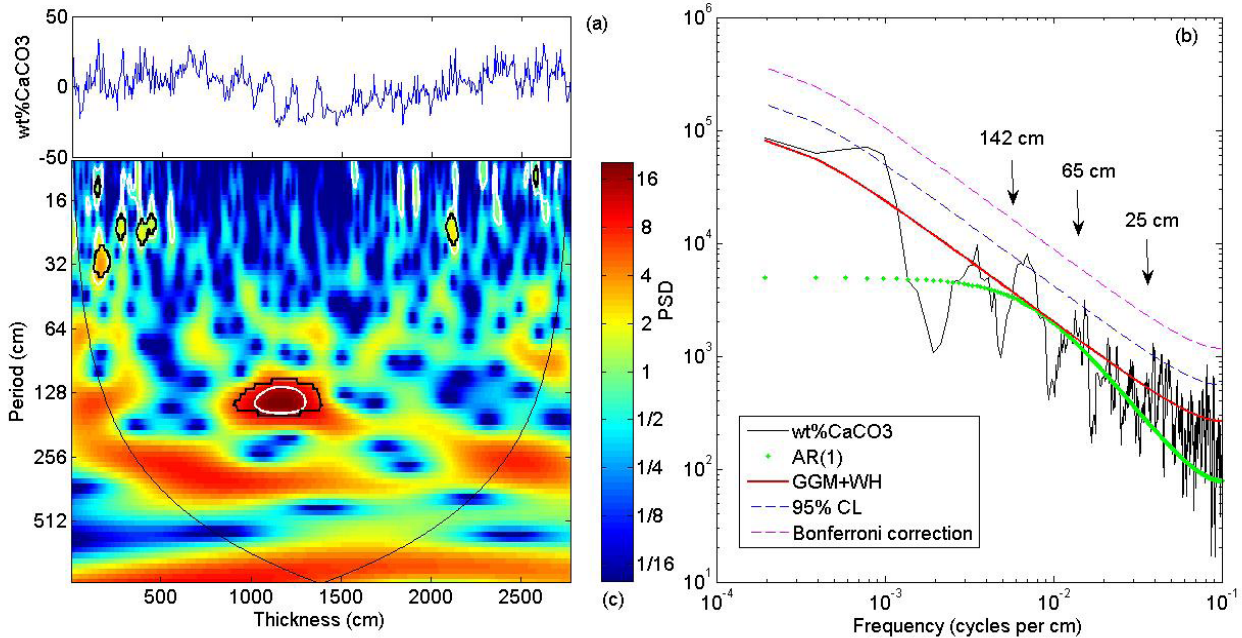 50
0
-50
wt%CaCO3
(a)
16
32
64
128
256
512
Period (cm)
500
1000
1500
2000
2500
Thickness (cm)
16
8
4
2
1
1/2
1/4
1/8
1/16
PSD
(c)
10^6
10^5
10^4
10^3
10^2
10^1
(b)
142 cm
65 cm
25 cm
wt%CaCO3
AR(1)
GGM+WH
95% CL
Bonferroni correction
10^-4
10^-3
10^-2
10^-1
Frequency (cycles per cm)